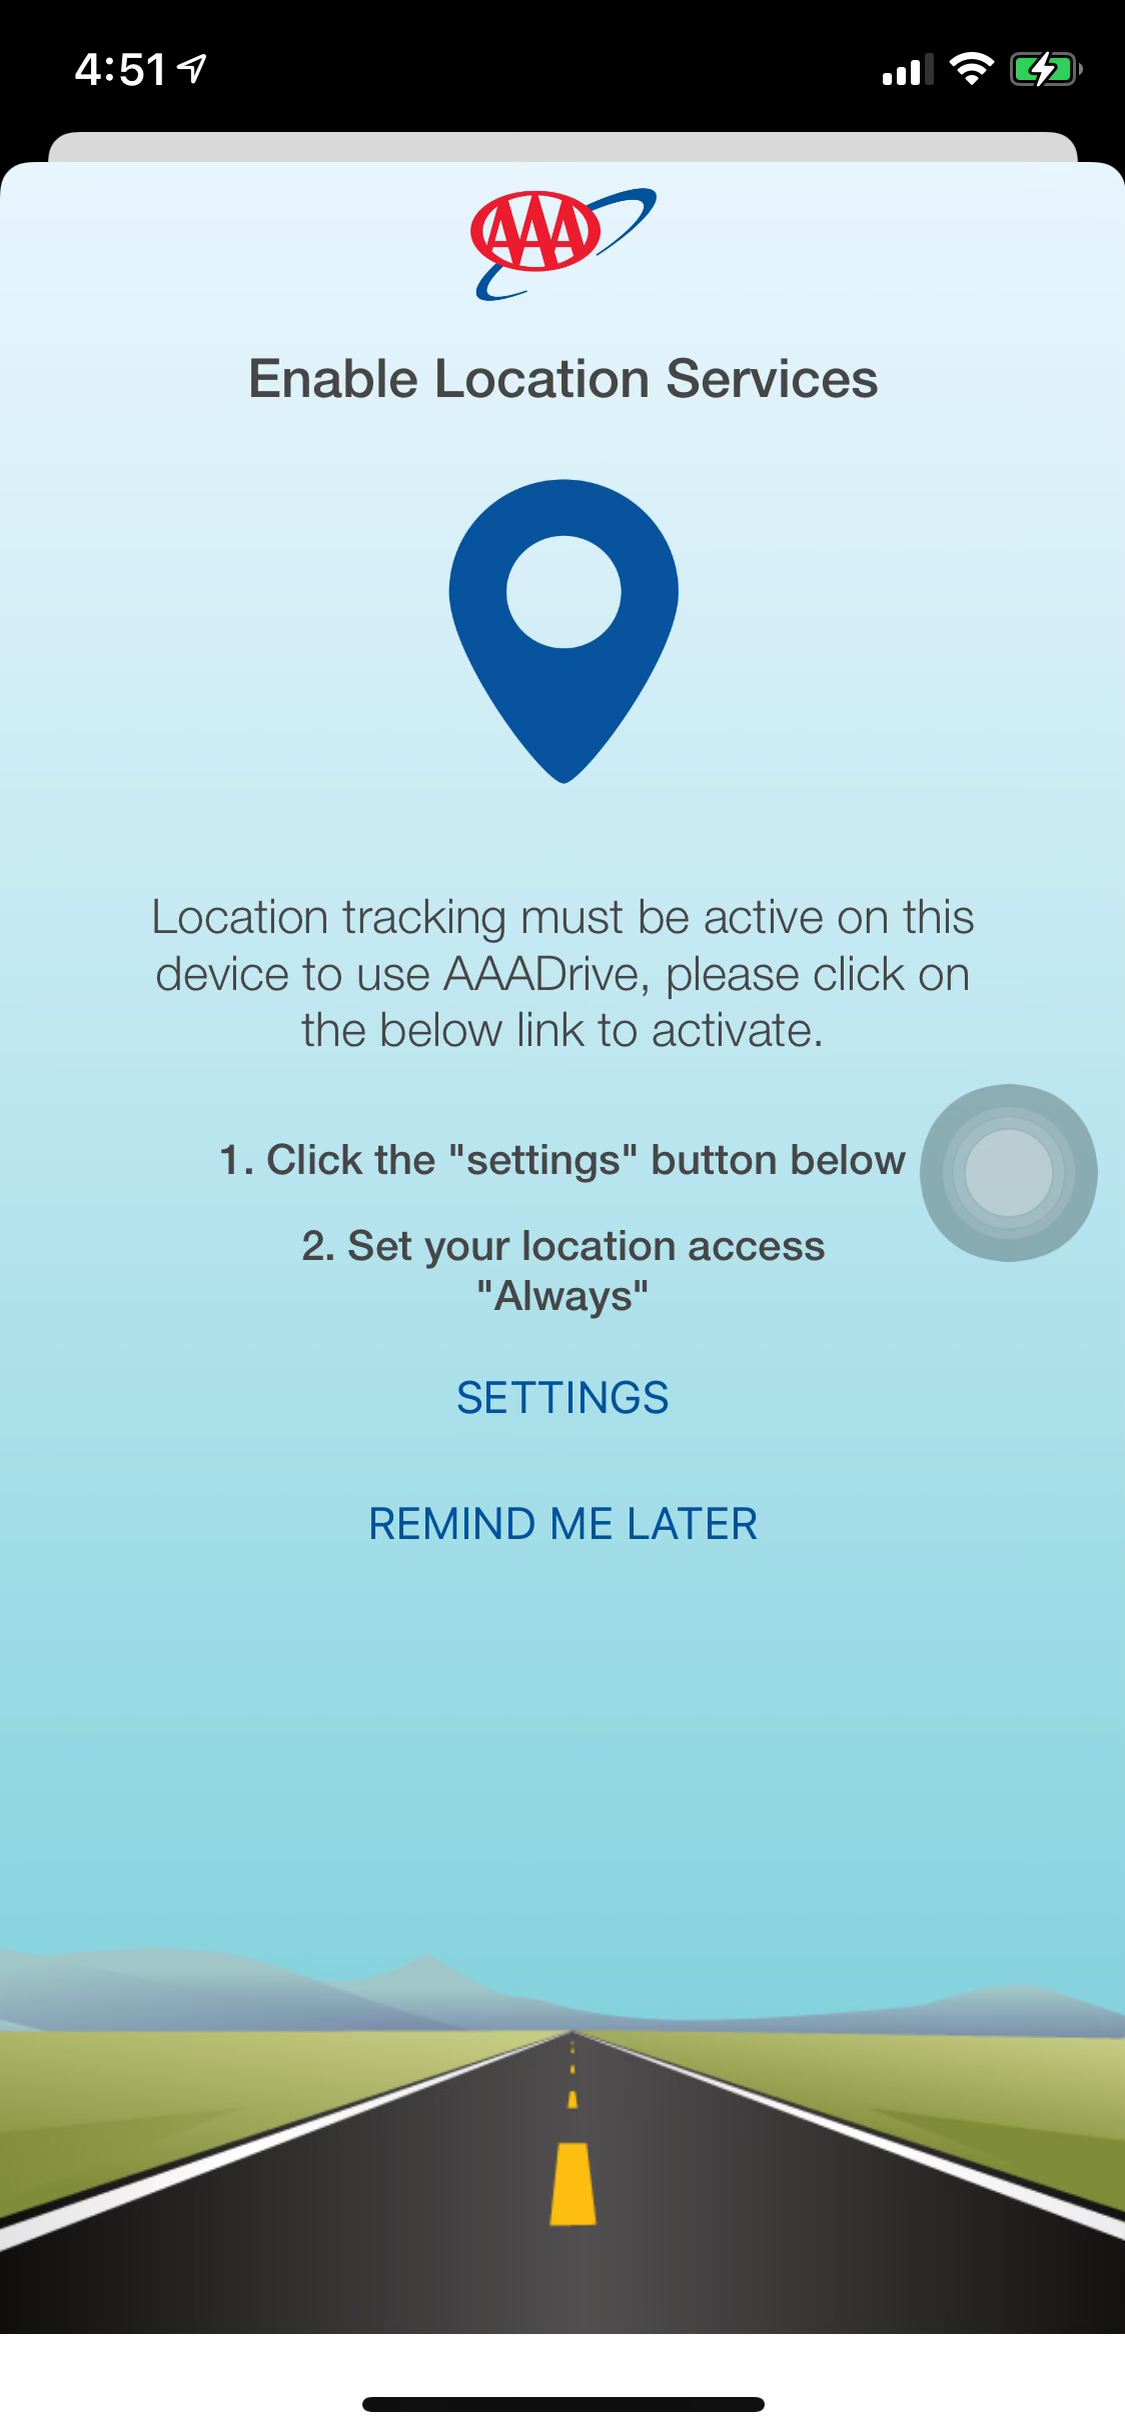 4:51
AAA
Enable Location Services
Location tracking must be active on this
device to use AAADrive, please click on
the below link to activate.
1. Click the "settings" button below
2. Set your location access
"Always"
SETTINGS
REMIND ME LATER